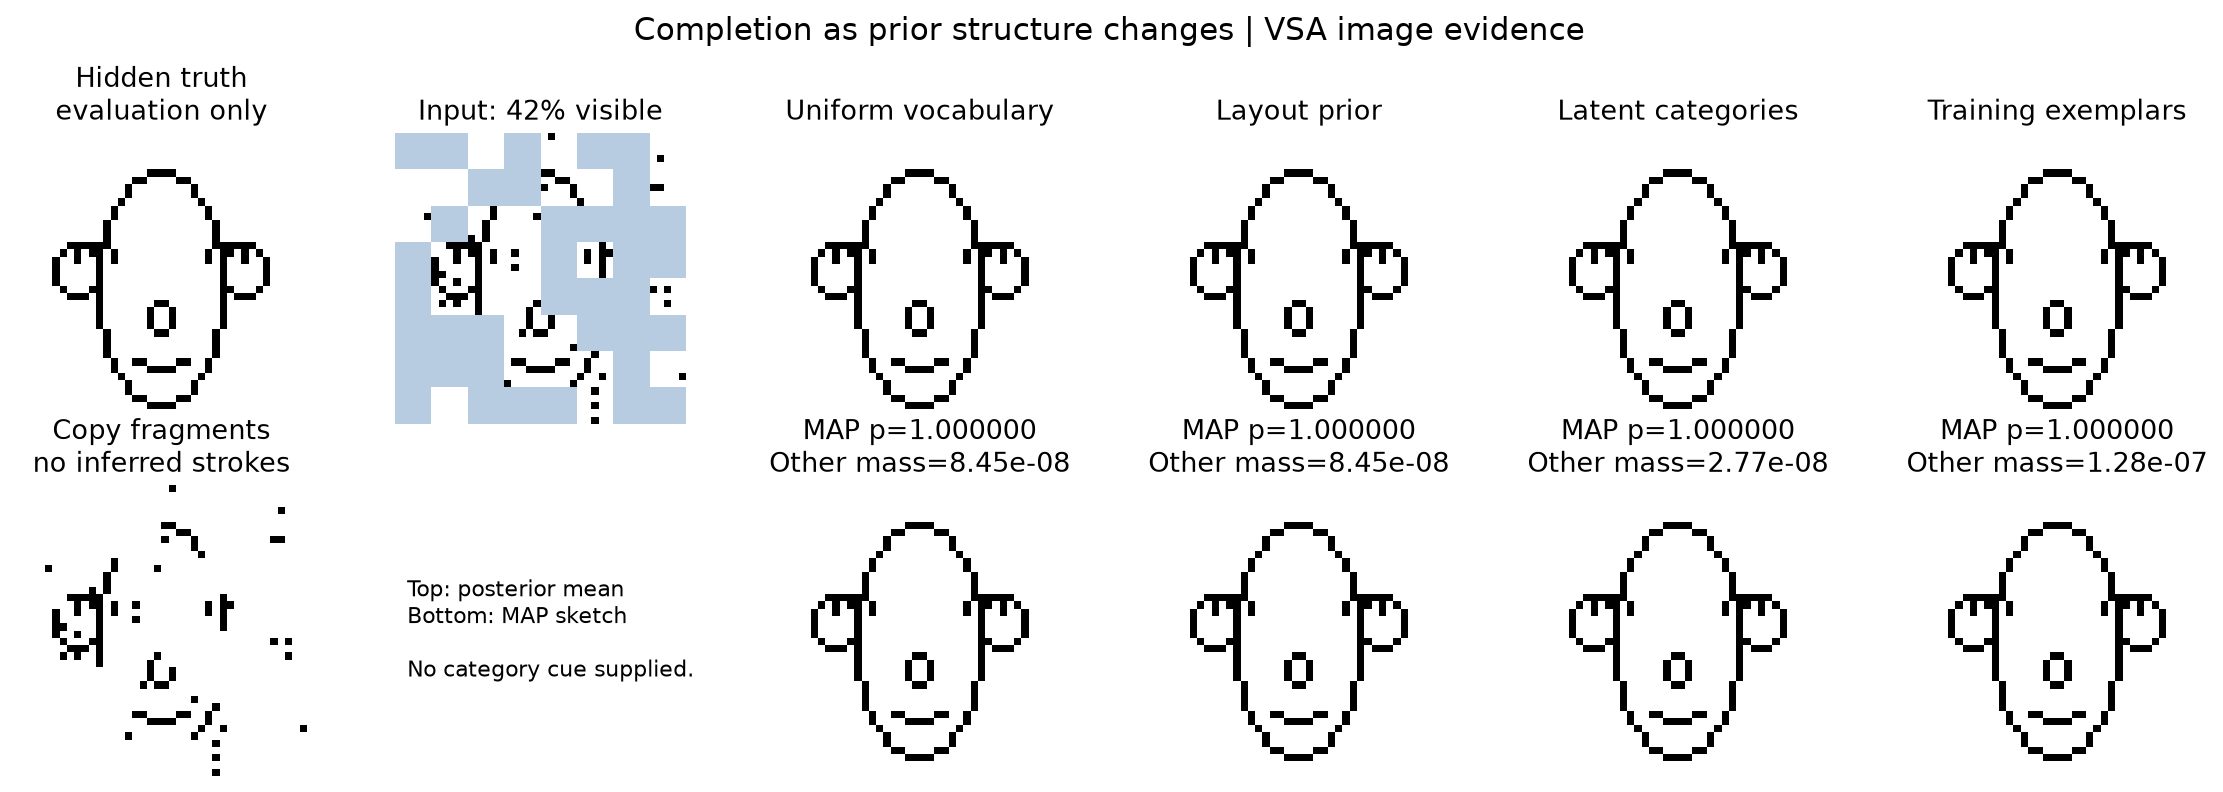 Completion as prior structure changes | VSA image evidence
Hidden truth
evaluation only
Input: 42% visible
Uniform vocabulary
Layout prior
Latent categories
Training exemplars
Copy fragments
no inferred strokes
MAP p=1.000000
Other mass=8.45e-08
MAP p=1.000000
Other mass=8.45e-08
MAP p=1.000000
Other mass=2.77e-08
MAP p=1.000000
Other mass=1.28e-07
Top: posterior mean
Bottom: MAP sketch
No category cue supplied.